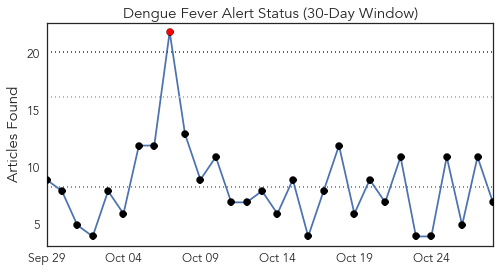 Dengue Fever Alert Status (30-Day Window)
Articles Found
20
15
10
5
Sep 29 Oct 04 Oct 09 Oct 14 Oct 19 Oct 24